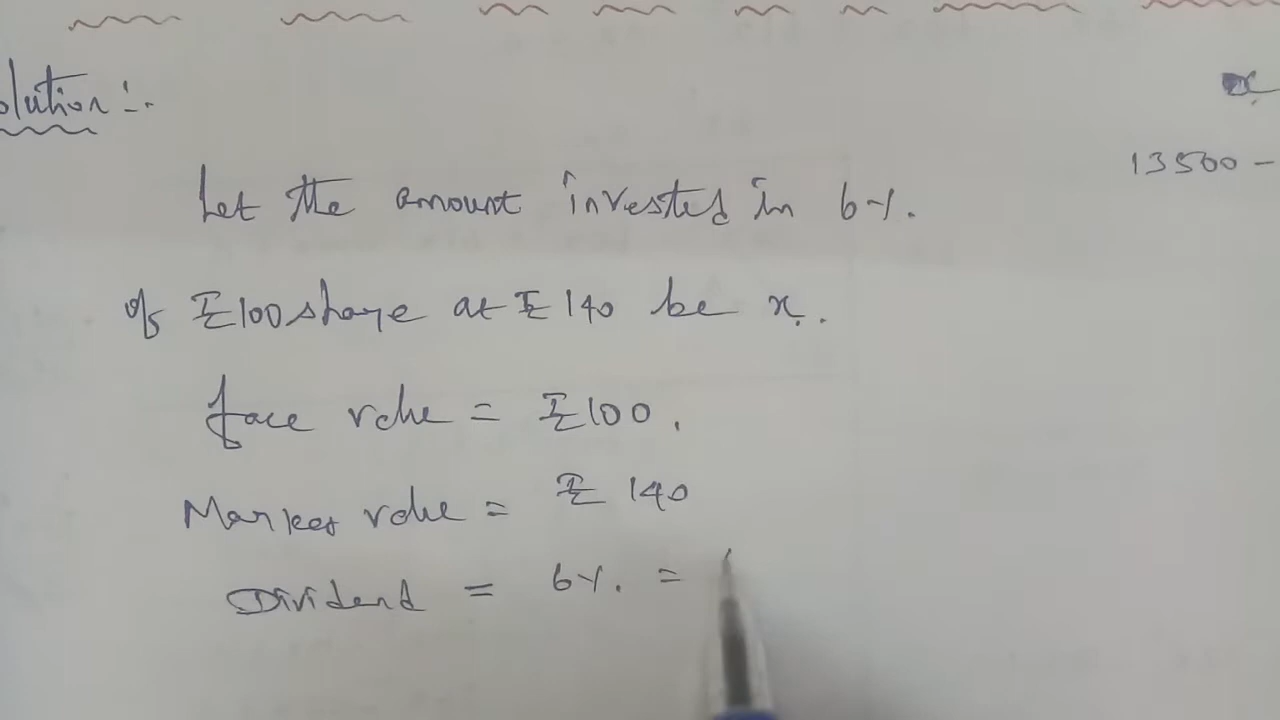 olution :-
x
13500 -
Let the amount invested in 6%.
of ₹100 share at ₹140 be x.
face value = ₹100.
Market value = ₹ 140
Dividend = 6%. =